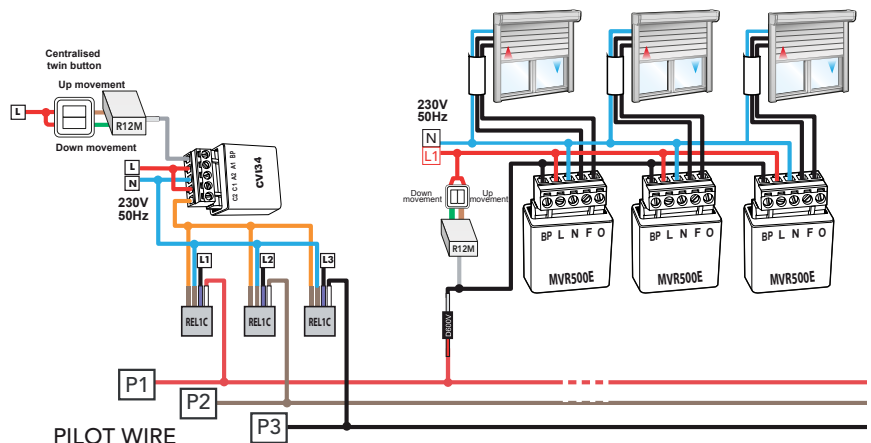 Centralised
twin button
Up movement
L
R12M
Down movement
L
N
230V
50Hz
BP
A1
A2
C1
C2
CVI34
L1
L2
L3
REL1C
REL1C
REL1C
230V
50Hz
N
L1
Down
movement
Up
movement
R12M
D600V
BP L N F O
MVR500E
BP L N F O
MVR500E
BP L N F O
MVR500E
P1
P2
P3
PILOT WIRE